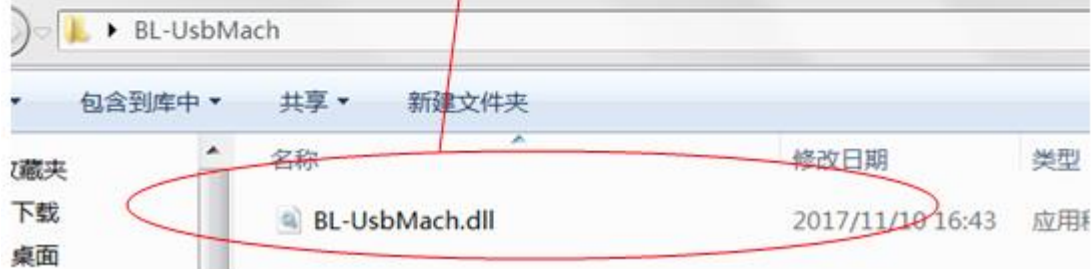 BL-UsbMach
包含到库中 共享 新建文件夹
名称 修改日期 类型
收藏夹
下载
BL-UsbMach.dll 2017/11/10 16:43 应用程
桌面